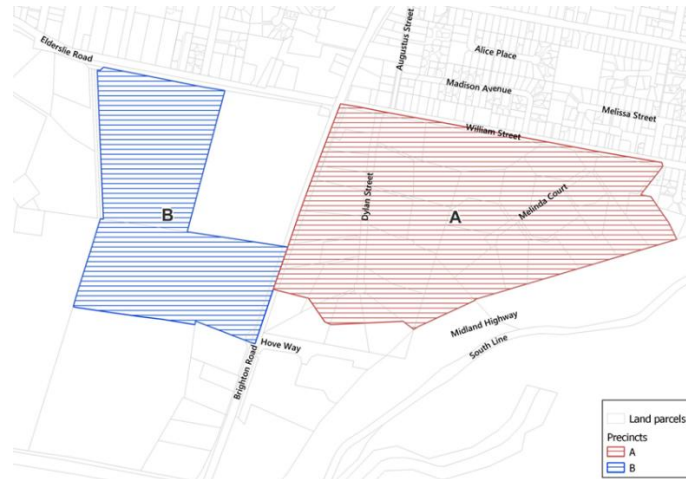 Elderslie Road
Augustus Street
Alice Place
Madison Avenue
Melissa Street
William Street
Dylan Street
Melinda Court
B
A
Midland Highway
South Line
Hove Way
Brighton Road
Land parcels
Precincts
A
B